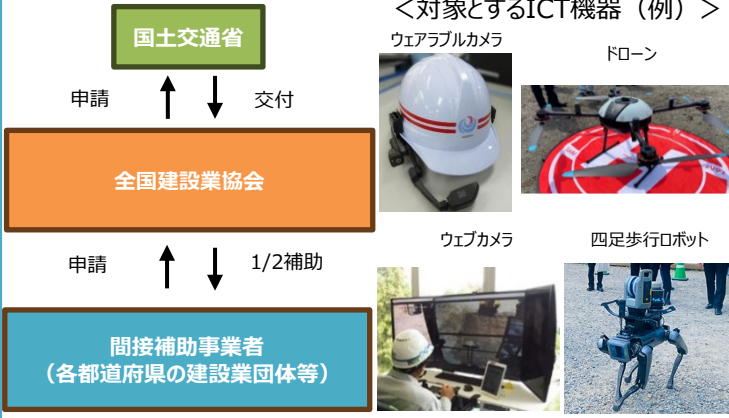 国土交通省
申請
交付
全国建設業協会
申請
1/2補助
間接補助事業者
（各都道府県の建設業団体等）
＜対象とするICT機器（例）＞
ウェアラブルカメラ
ドローン
ウェブカメラ
四足歩行ロボット